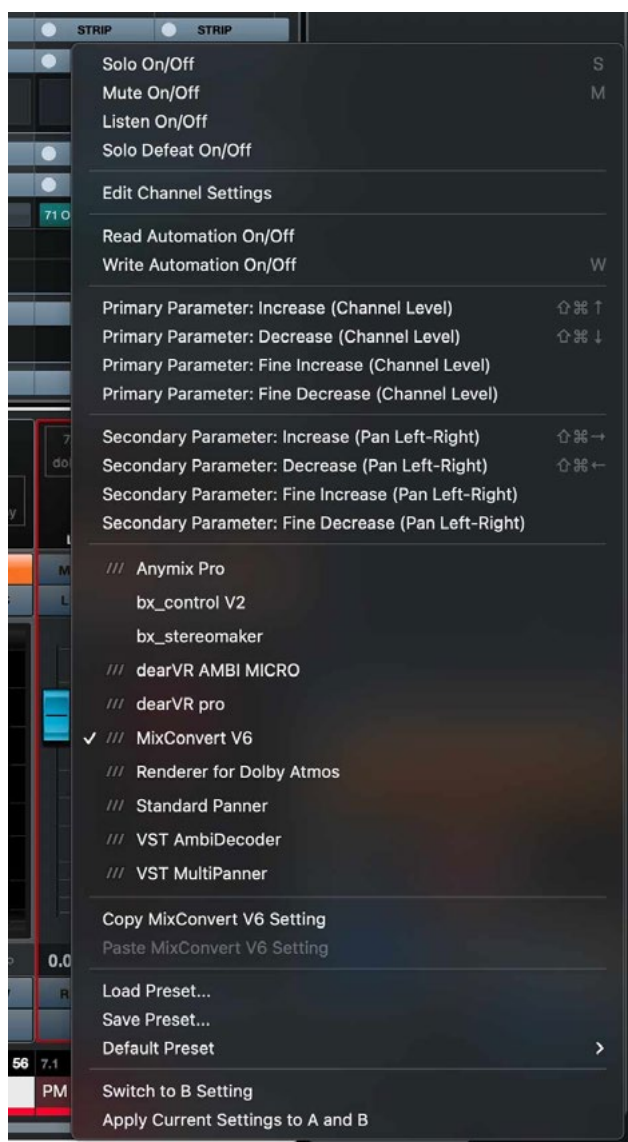 STRIP STRIP
Solo On/Off S
Mute On/Off M
Listen On/Off
Solo Defeat On/Off
Edit Channel Settings
71 O
Read Automation On/Off
Write Automation On/Off W
Primary Parameter: Increase (Channel Level) ⇧⌘↑
Primary Parameter: Decrease (Channel Level) ⇧⌘↓
Primary Parameter: Fine Increase (Channel Level)
Primary Parameter: Fine Decrease (Channel Level)
Secondary Parameter: Increase (Pan Left-Right) ⇧⌘→
Secondary Parameter: Decrease (Pan Left-Right) ⇧⌘←
Secondary Parameter: Fine Increase (Pan Left-Right)
Secondary Parameter: Fine Decrease (Pan Left-Right)
/// Anymix Pro
bx_control V2
bx_stereomaker
/// dearVR AMBI MICRO
/// dearVR pro
✓ /// MixConvert V6
/// Renderer for Dolby Atmos
/// Standard Panner
/// VST AmbiDecoder
/// VST MultiPanner
Copy MixConvert V6 Setting
Paste MixConvert V6 Setting
0.0
Load Preset...
Save Preset...
Default Preset >
56 7.1
PM
Switch to B Setting
Apply Current Settings to A and B